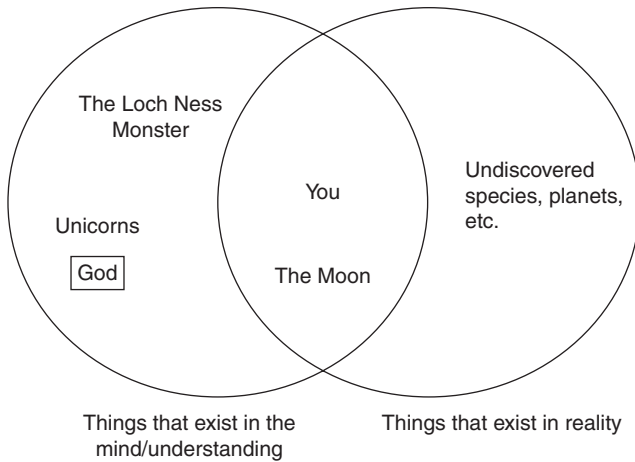 The Loch Ness
Monster
Unicorns
God
You
The Moon
Undiscovered
species, planets,
etc.
Things that exist in the
mind/understanding
Things that exist in reality